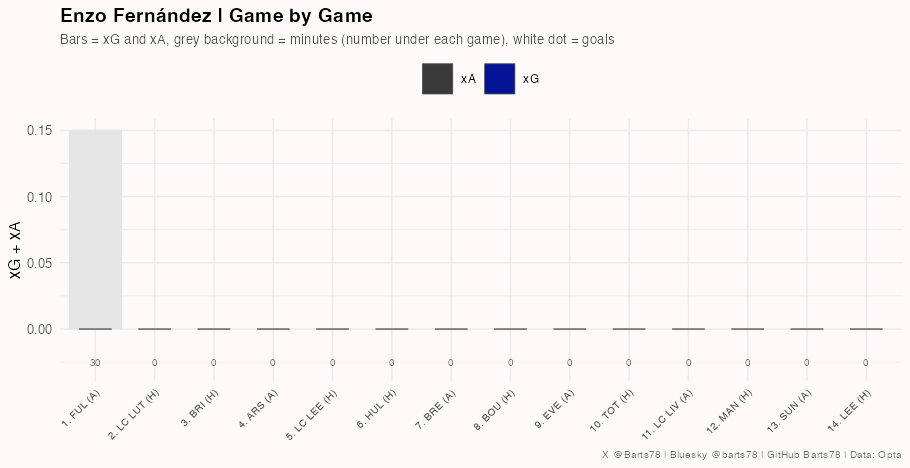 Enzo Fernández | Game by Game
Bars = xG and xA, grey background = minutes (number under each game), white dot = goals
xA xG
xG + xA
0.15
0.10
0.05
0.00
30 0 0 0 0 0 0 0 0 0 0 0 0 0
1. FUL (A)
2. LC LUT (H)
3. BRI (H)
4. ARS (A)
5. LC LEE (H)
6. HUL (H)
7. BRE (A)
8. BOU (H)
9. EVE (A)
10. TOT (H)
11. LC LIV (A)
12. MAN (H)
13. SUN (A)
14. LEE (H)
X @Barts78 | Bluesky @barts78 | GitHub Barts78 | Data: Opta